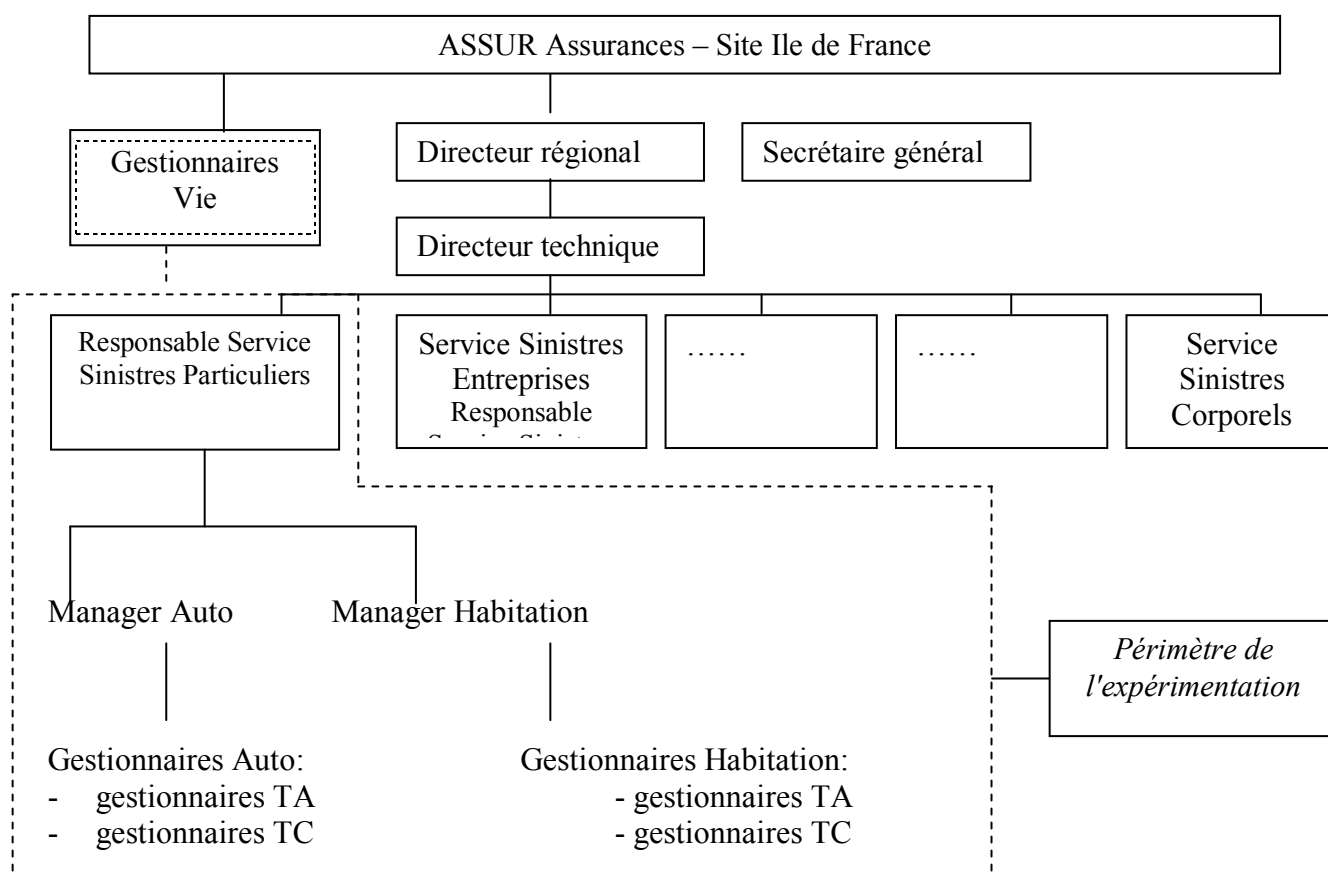 ASSUR Assurances – Site Ile de France
Gestionnaires
Vie
Directeur régional
Secrétaire général
Directeur technique
Responsable Service
Sinistres Particuliers
Service Sinistres
Entreprises
Responsable
……
……
Service
Sinistres
Corporels
Manager Auto
Manager Habitation
Périmètre de
l'expérimentation
Gestionnaires Auto:
- gestionnaires TA
- gestionnaires TC
Gestionnaires Habitation:
- gestionnaires TA
- gestionnaires TC